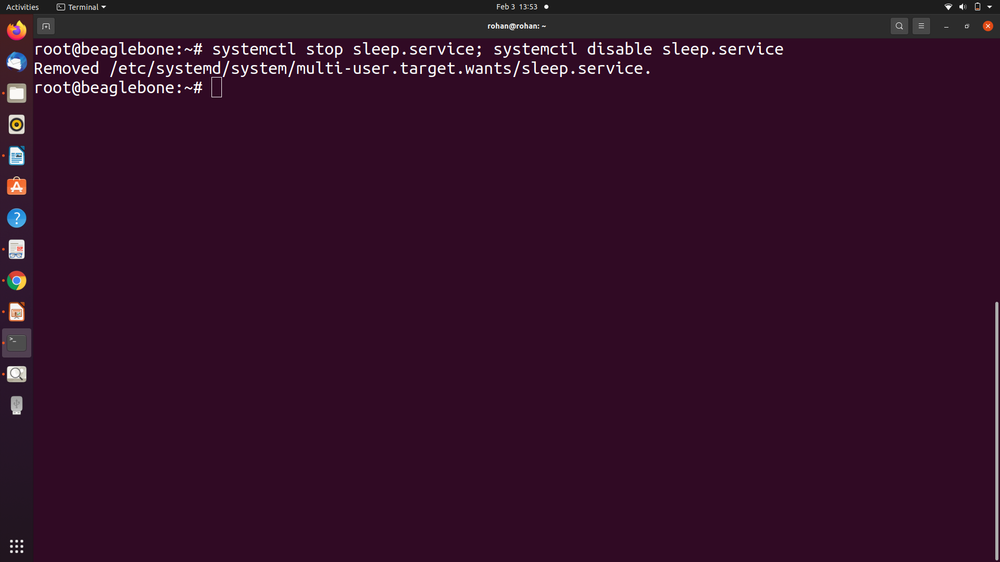 Activities
Terminal
Feb 3 13:53
rohan@rohan: ~
root@beaglebone:~# systemctl stop sleep.service; systemctl disable sleep.service
Removed /etc/systemd/system/multi-user.target.wants/sleep.service.
root@beaglebone:~#